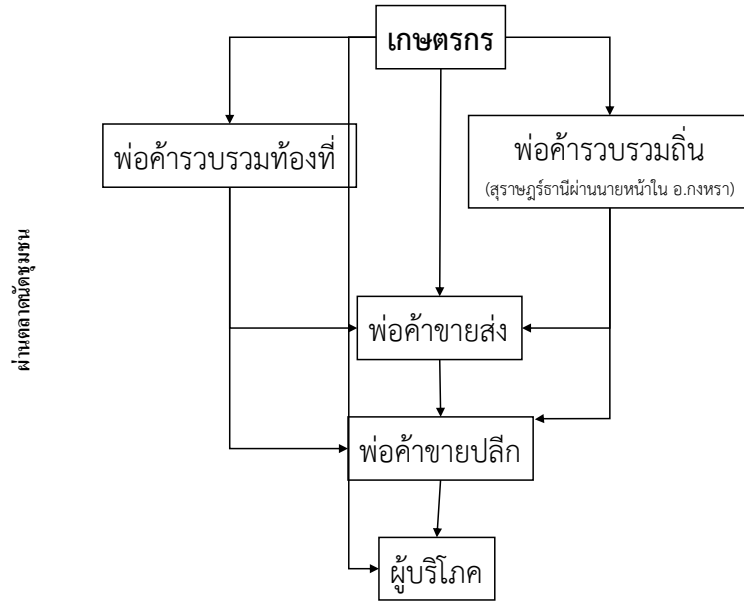 เกษตรกร
พ่อค้ารวบรวมท้องที่
พ่อค้ารวบรวมถิ่น
(สุราษฎร์ธานีผ่านนายหน้าใน อ.กงหรา)
ผ่านตลาดนัดชุมชน
พ่อค้าขายส่ง
พ่อค้าขายปลีก
ผู้บริโภค